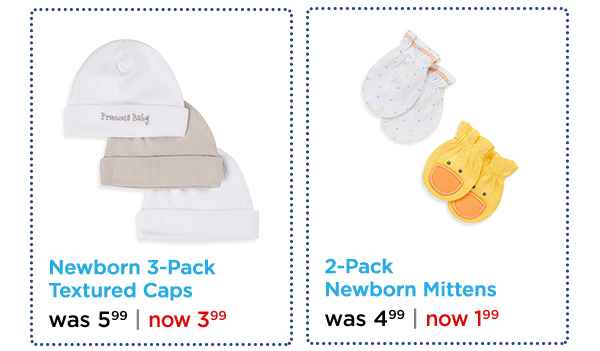 Precious Baby
Newborn 3-Pack
Textured Caps
was 5⁹⁹ | now 3⁹⁹
2-Pack
Newborn Mittens
was 4⁹⁹ | now 1⁹⁹